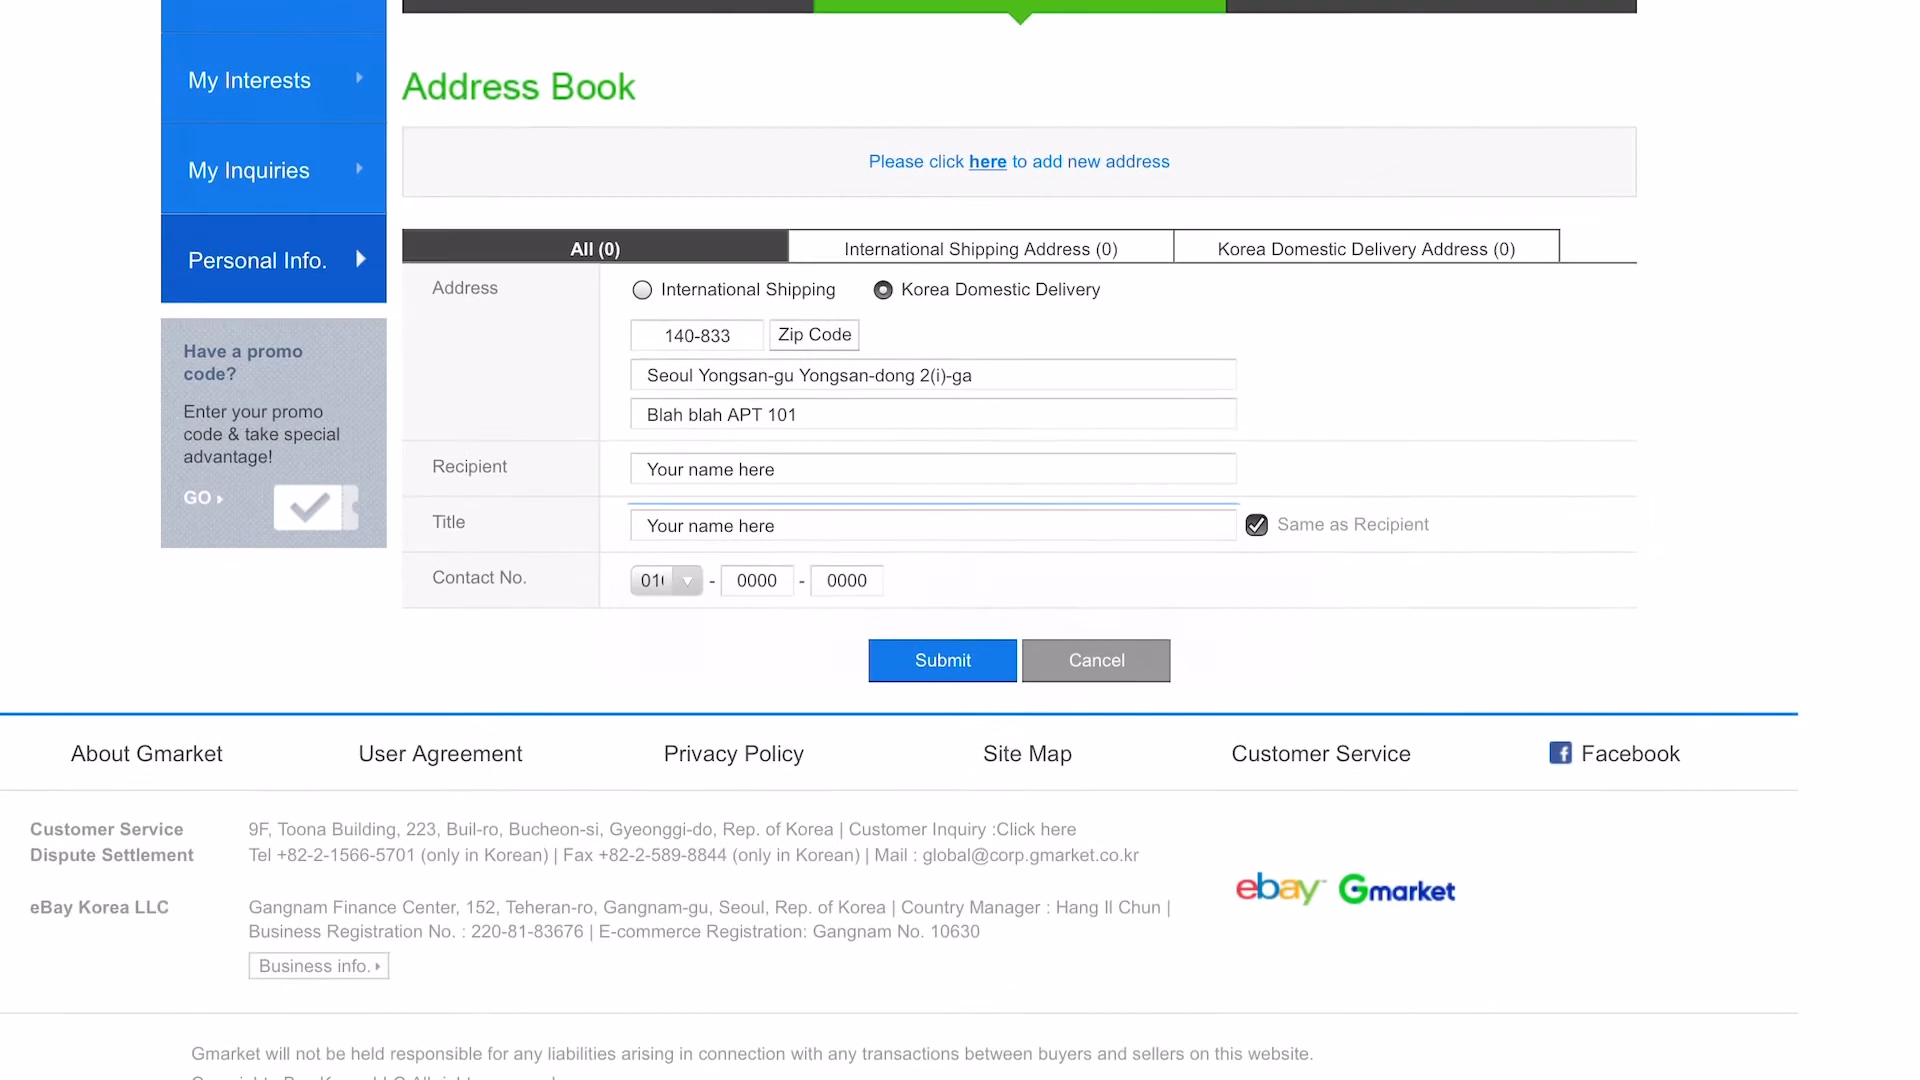 My Interests
My Inquiries
Personal Info.
Have a promo
code?
Enter your promo
code & take special
advantage!
GO
Address Book
Please click here to add new address
All (0)
International Shipping Address (0)
Korea Domestic Delivery Address (0)
Address
International Shipping
Korea Domestic Delivery
140-833
Zip Code
Seoul Yongsan-gu Yongsan-dong 2(i)-ga
Blah blah APT 101
Recipient
Your name here
Title
Your name here
Same as Recipient
Contact No.
- 0000 - 0000
Submit
Cancel
About Gmarket
User Agreement
Privacy Policy
Site Map
Customer Service
Facebook
Customer Service
9F, Toona Building, 223, Buil-ro, Bucheon-si, Gyeonggi-do, Rep. of Korea | Customer Inquiry :Click here
Dispute Settlement
Tel +82-2-1566-5701 (only in Korean) | Fax +82-2-589-8844 (only in Korean) | Mail : global@corp.gmarket.co.kr
eBay Korea LLC
Gangnam Finance Center, 152, Teheran-ro, Gangnam-gu, Seoul, Rep. of Korea | Country Manager : Hang Il Chun |
Business Registration No. : 220-81-83676 | E-commerce Registration: Gangnam No. 10630
Business info.
ebay™ Gmarket
Gmarket will not be held responsible for any liabilities arising in connection with any transactions between buyers and sellers on this website.